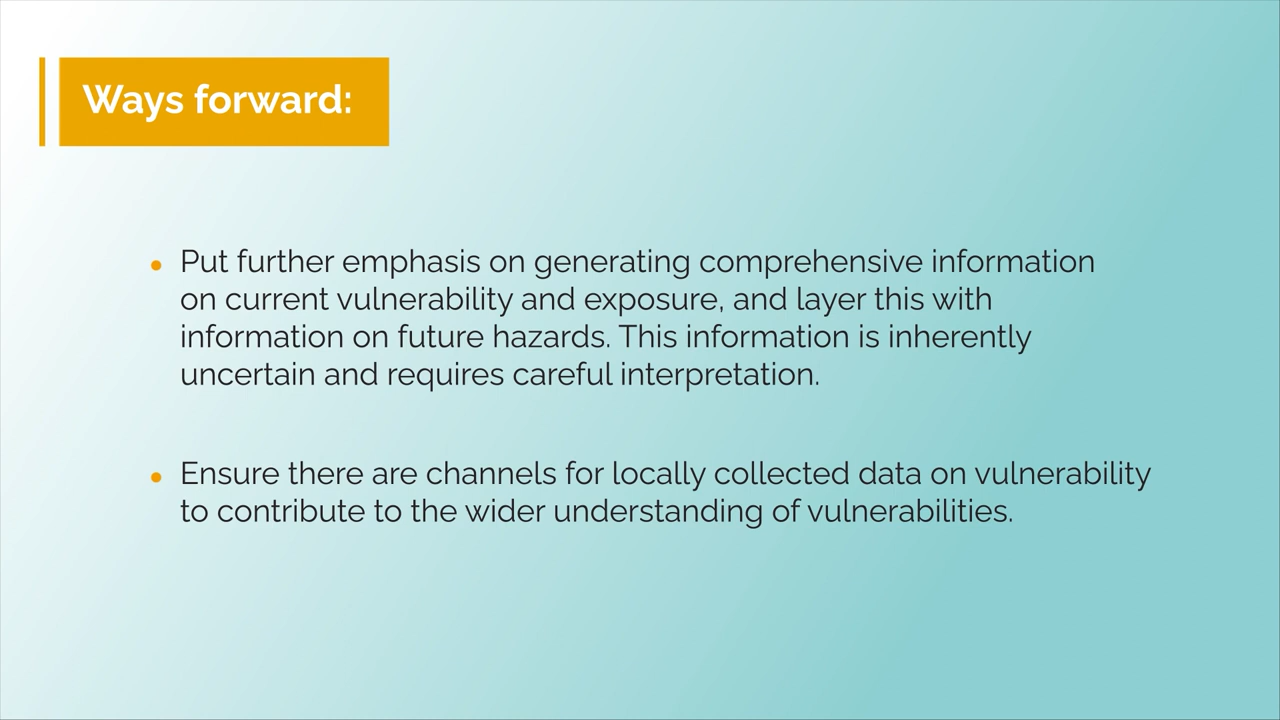 Ways forward:
• Put further emphasis on generating comprehensive information
on current vulnerability and exposure, and layer this with
information on future hazards. This information is inherently
uncertain and requires careful interpretation.
• Ensure there are channels for locally collected data on vulnerability
to contribute to the wider understanding of vulnerabilities.